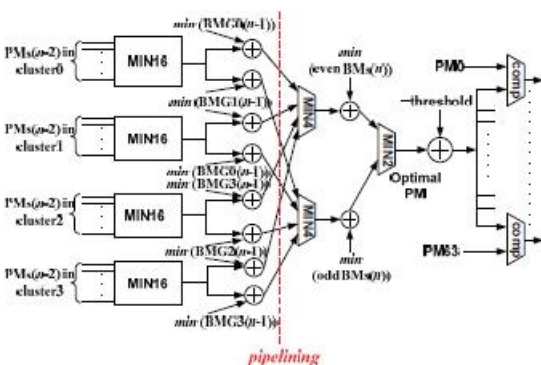 min (BMG0(n-1))
PMs(n-2) in
cluster0
MIN16
min
(BMG1(n-1))
min
(even BMs(n))
MIN4
PMs(n-2) in
cluster1
MIN16
min (BMG0(n-1))
min (BMG3(n-1))
PMs(n-2) in
cluster2
MIN16
min
(BMG2(n-1))
MIN4
min
(odd BMs(n))
PMs(n-2) in
cluster3
MIN16
min (BMG3(n-1))
MIN2
Optimal
PM
-threshold
PM0
comp
PM63
comp
pipelining